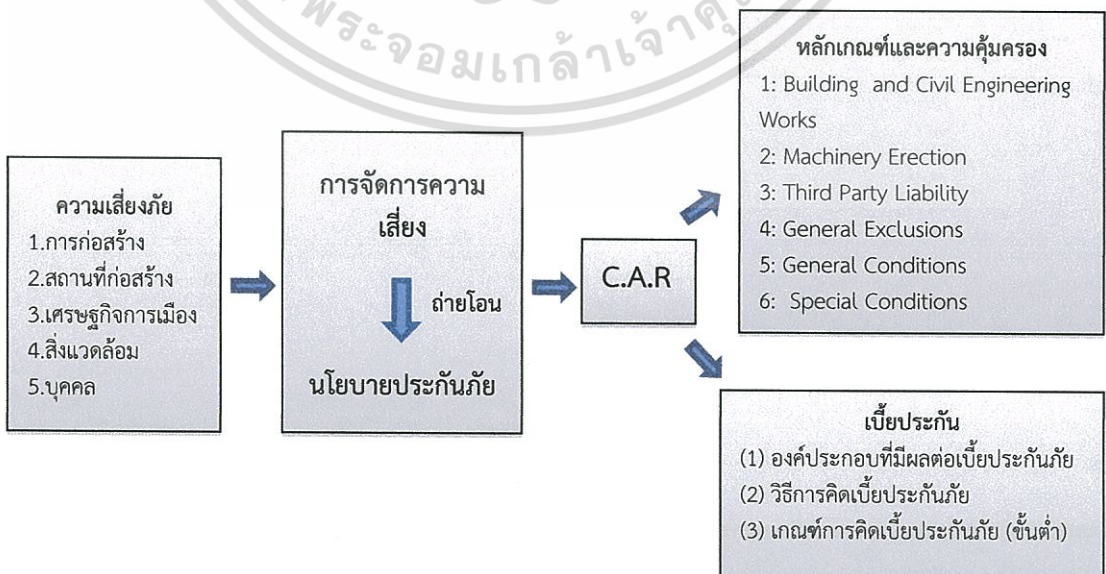 พระจอมเกล้าเจ้าคุ
ความเสี่ยงภัย
1.การก่อสร้าง
2.สถานที่ก่อสร้าง
3.เศรษฐกิจการเมือง
4.สิ่งแวดล้อม
5.บุคคล
การจัดการความ
เสี่ยง
ถ่ายโอน
นโยบายประกันภัย
C.A.R
หลักเกณฑ์และความคุ้มครอง
1: Building and Civil Engineering
Works
2: Machinery Erection
3: Third Party Liability
4: General Exclusions
5: General Conditions
6: Special Conditions
เบี้ยประกัน
(1) องค์ประกอบที่มีผลต่อเบี้ยประกันภัย
(2) วิธีการคิดเบี้ยประกันภัย
(3) เกณฑ์การคิดเบี้ยประกันภัย (ขั้นต่ำ)